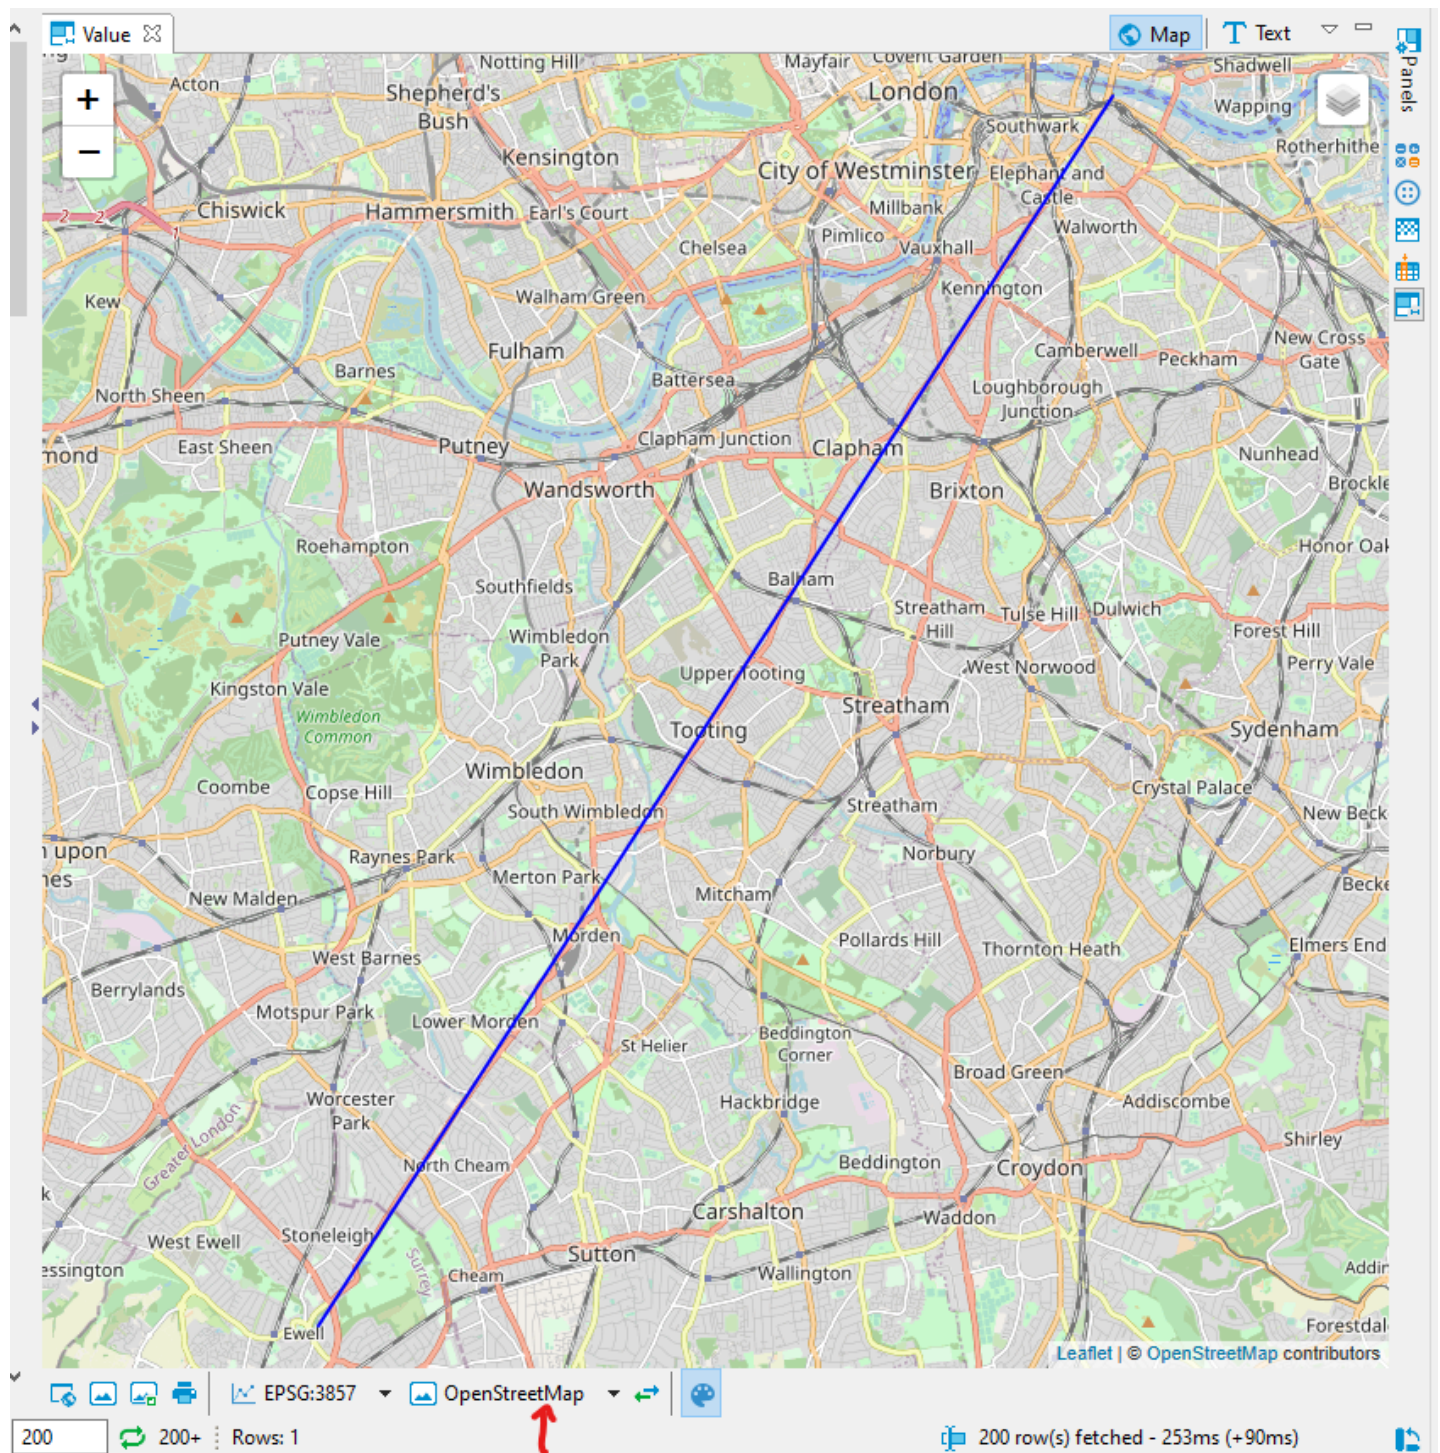 Value
Map
Text
Panels
Notting Hill
Mayfair
Covent Garden
Shadwell
Acton
Shepherd's
Bush
London
Wapping
Southwark
Rotherhithe
Kensington
City of Westminster
Elephant and
Castle
Chiswick
Hammersmith
Earl's Court
Millbank
Walworth
2
2
1
Pimlico
Vauxhall
Chelsea
Kew
Walham Green
Kennington
New Cross
Gate
Fulham
Camberwell
Peckham
Barnes
Battersea
Loughborough
Junction
North Sheen
East Sheen
mond
Putney
Clapham Junction
Clapham
Nunhead
Wandsworth
Brixton
Brockle
Roehampton
Honor Oak
Southfields
Balham
Streatham
Hill
Tulse Hill
Dulwich
Putney Vale
Wimbledon
Park
Forest Hill
Upper Tooting
West Norwood
Perry Vale
Kingston Vale
Wimbledon
Common
Streatham
Tooting
Sydenham
Wimbledon
Coombe
Copse Hill
Crystal Palace
South Wimbledon
Streatham
New Beck
n upon
nes
Raynes Park
Norbury
Merton Park
Mitcham
Becke
New Malden
Morden
Pollards Hill
Thornton Heath
Elmers End
West Barnes
Berrylands
Motspur Park
Lower Morden
St Helier
Beddington
Corner
Broad Green
Worcester
Park
Hackbridge
Addiscombe
Greater London
Shirley
North Cheam
Beddington
Croydon
k
Carshalton
Waddon
West Ewell
Stoneleigh
Surrey
Sutton
essington
Cheam
Wallington
Addin
Ewell
Forestdal
Leaflet | © OpenStreetMap contributors
EPSG:3857
OpenStreetMap
200
200+
Rows: 1
200 row(s) fetched - 253ms (+90ms)